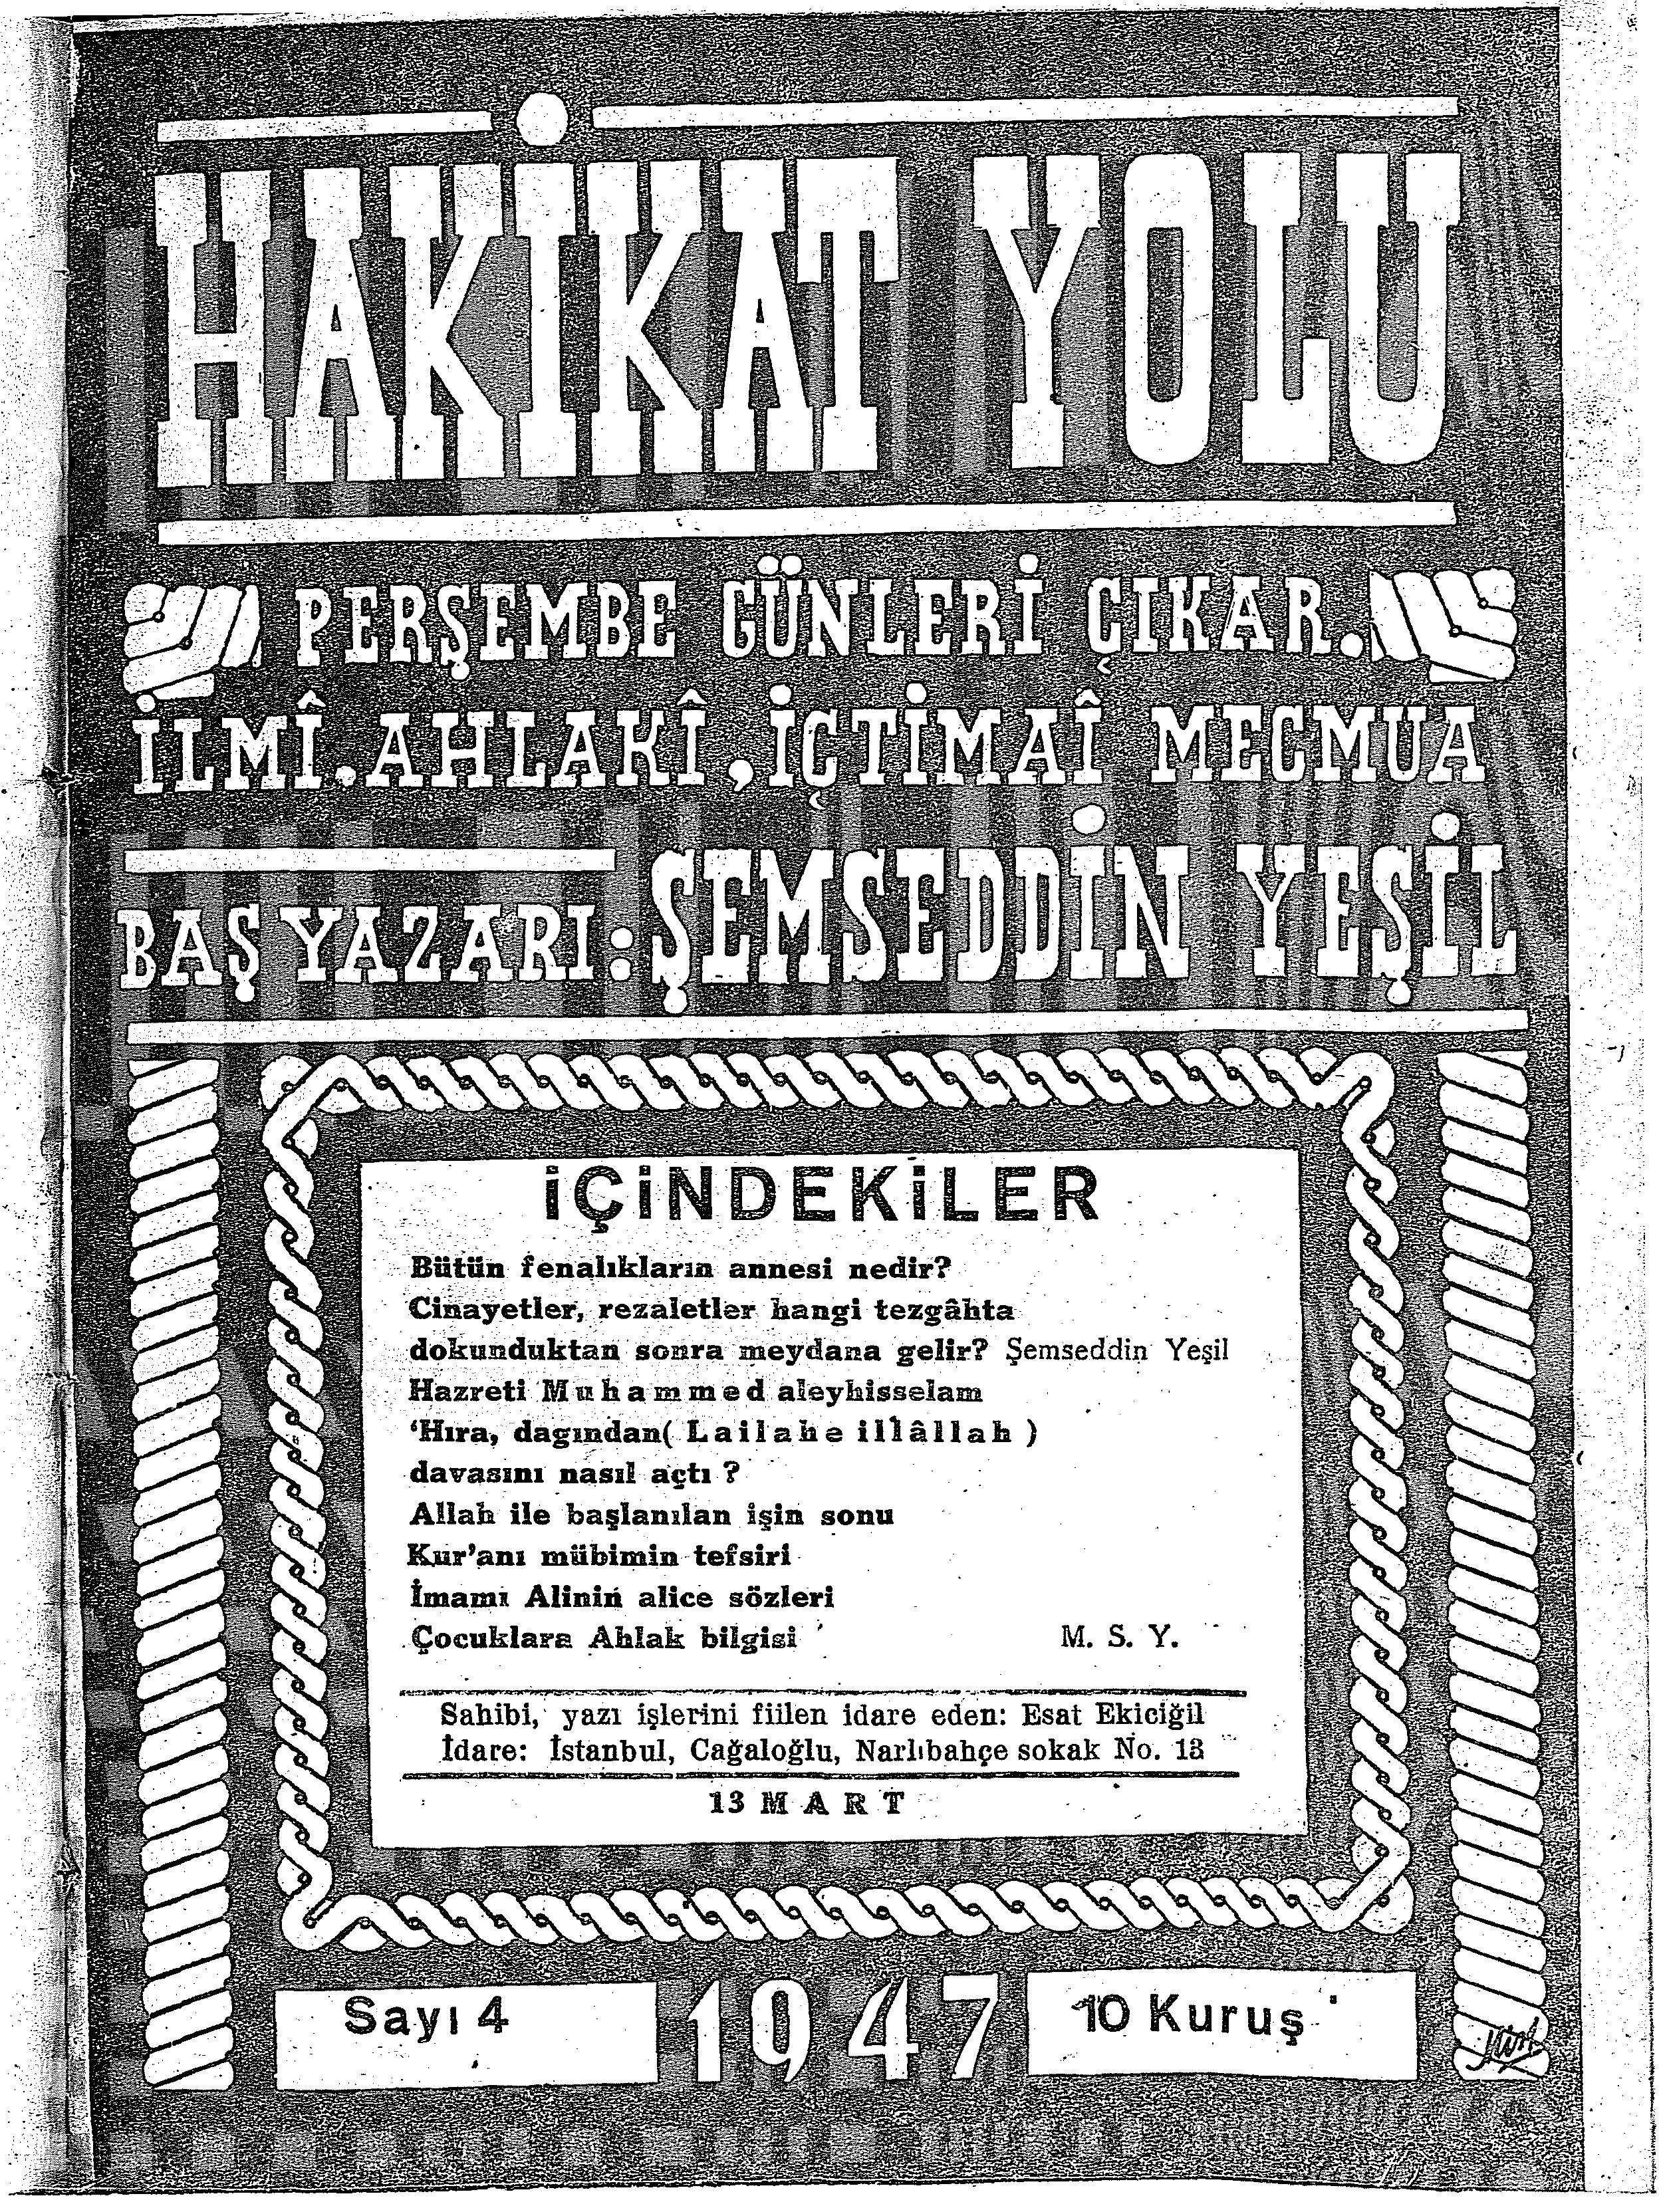 HAKİKAT YOLU
PERŞEMBE GÜNLERİ ÇIKAR.
İLMÎ, AHLAKÎ, İÇTİMAÎ MECMUA
BAŞ YAZARI: ŞEMSEDDİN YEŞİL
İÇİNDEKİLER
Bütün fenalıkların annesi nedir?
Cinayetler, rezaletler hangi tezgâhta
dokunduktan sonra meydana gelir? Şemseddin Yeşil
Hazreti Muhammed aleyhisselam
‘Hıra, dagından( Lailahe illâllah )
davasını nasıl açtı ?
Allah ile başlanılan işin sonu
Kur’anı mübimin tefsiri
İmamı Alinin alice sözleri
Çocuklara Ahlak bilgisi M. S. Y.
Sahibi, yazı işlerini fiilen idare eden: Esat Ekiciğil
İdare: İstanbul, Cağaloğlu, Narlıbahçe sokak No. 13
13 MART
Sayı 4 1947 10 Kuruş